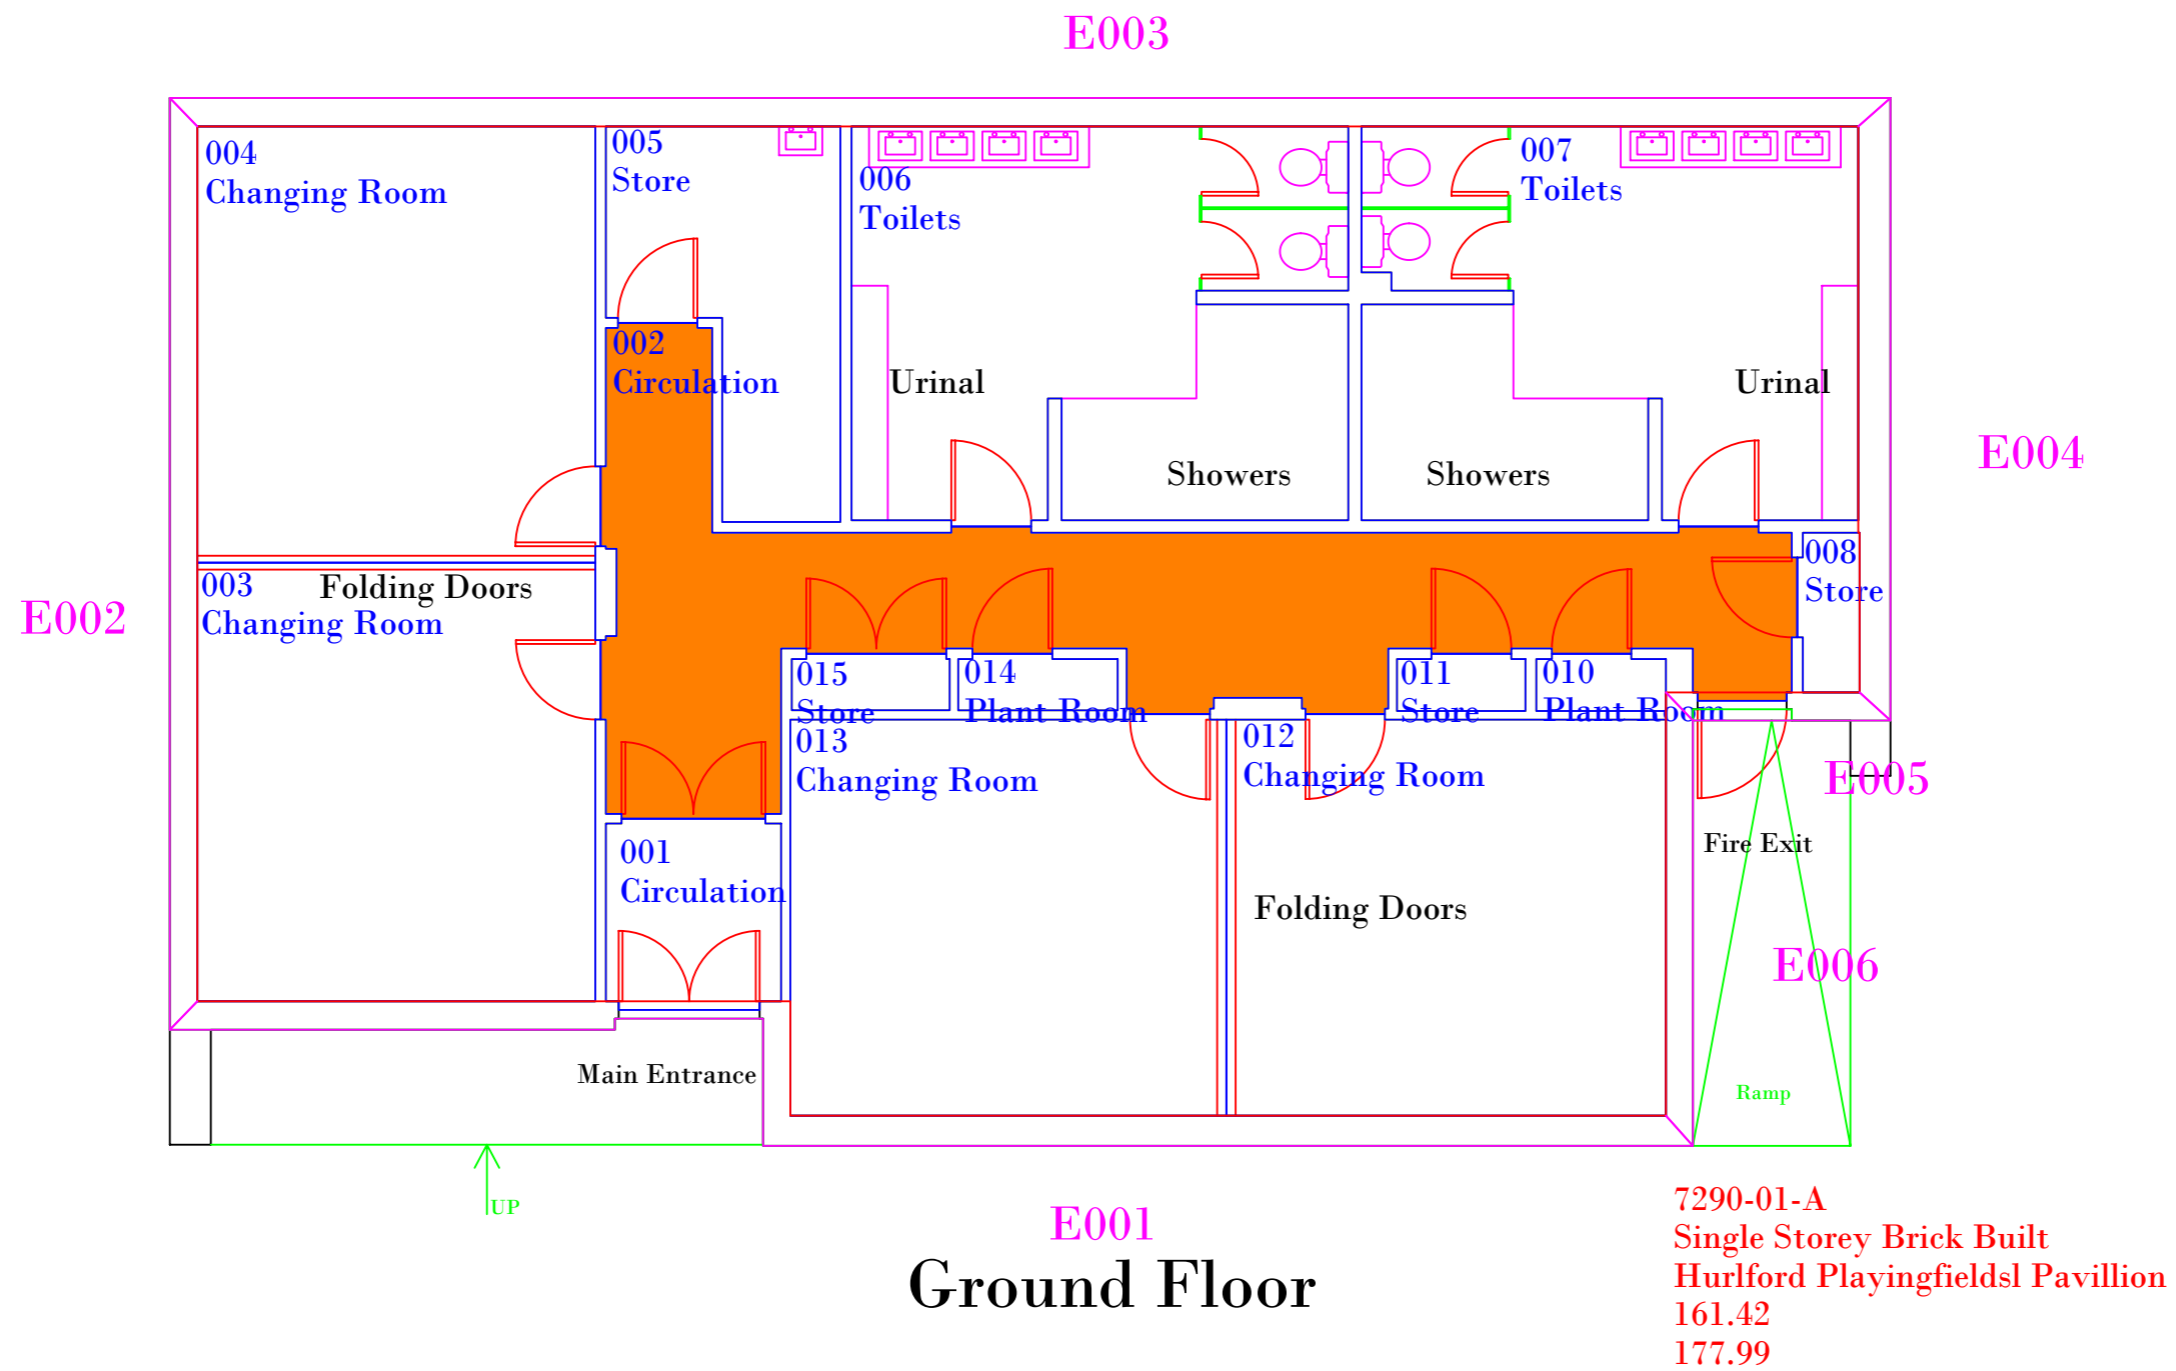 E003
004
Changing Room
005
Store
006
Toilets
007
Toilets
002
Circulation
Urinal
Urinal
Showers
Showers
E004
003
Changing Room
Folding Doors
008
Store
E002
015
Store
014
Plant Room
011
Store
010
Plant Room
013
Changing Room
012
Changing Room
E005
001
Circulation
Fire Exit
Folding Doors
E006
Main Entrance
Ramp
UP
E001
Ground Floor
7290-01-A
Single Storey Brick Built
Hurlford Playingfieldsl Pavillion
161.42
177.99